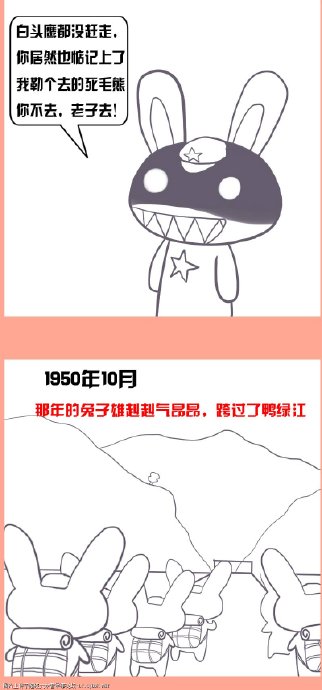 白头鹰都没赶走，
你居然也惦记上了
我勒个去的死毛熊
你不去，老子去！
1950年10月
那年的兔子雄赳赳气昂昂，跨过了鸭绿江